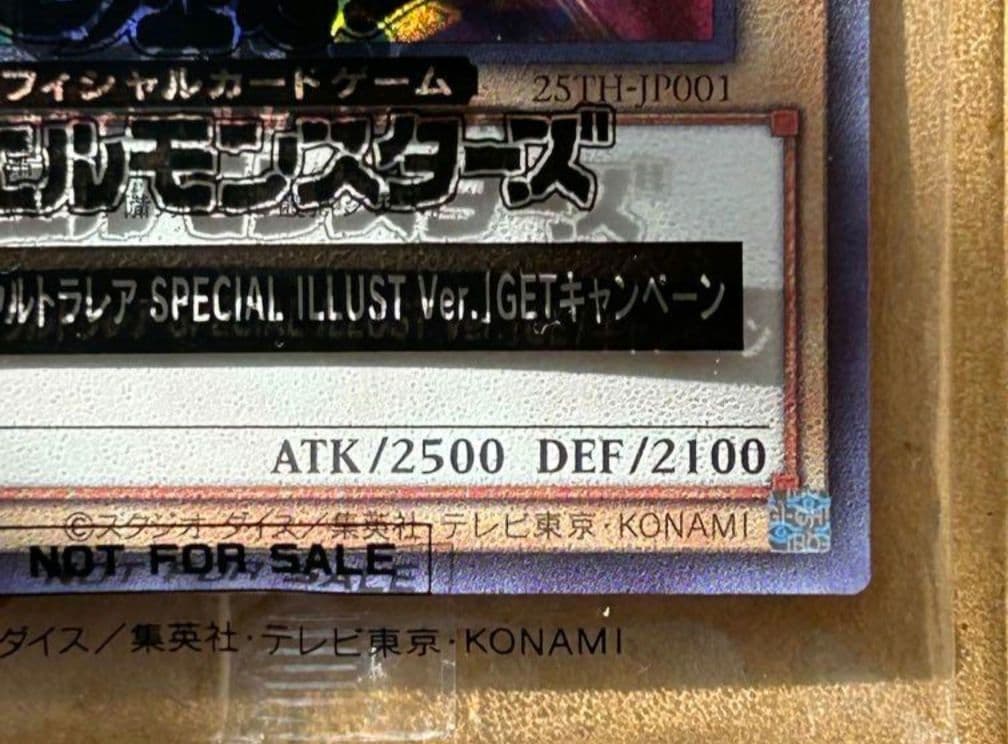 フィシャルカードゲーム
25TH-JP001
エルモンスターズ
ウルトラレア SPECIAL ILLUST Ver.」GETキャンペーン
ATK/2500 DEF/2100
©スタジオ・ダイス/集英社・テレビ東京・KONAMI
NOT FOR SALE
ダイス/集英社・テレビ東京・KONAMI